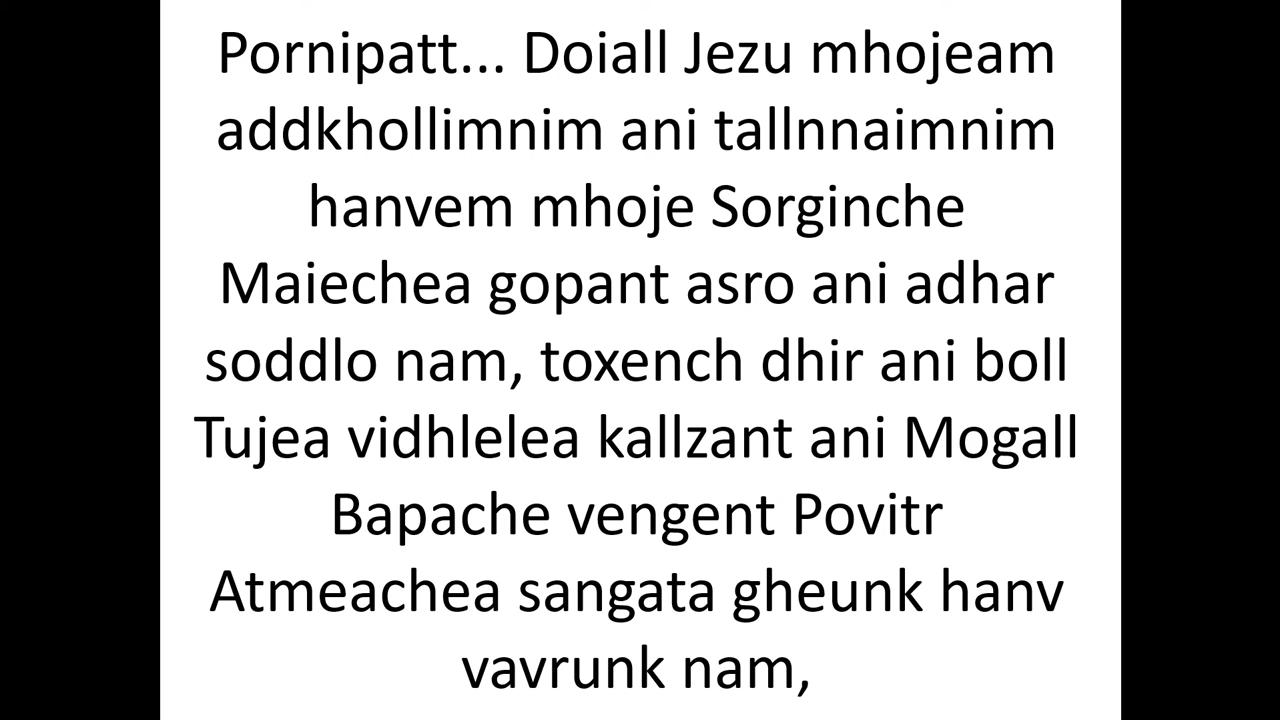 Pornipatt... Doiall Jezu mhojeam
addkhollimnim ani tallnnaimnim
hanvem mhoje Sorginche
Maiechea gopant asro ani adhar
soddlo nam, toxench dhir ani boll
Tujea vidhlelea kallzant ani Mogall
Bapache vengent Povitr
Atmeachea sangata gheunk hanv
vavrunk nam,